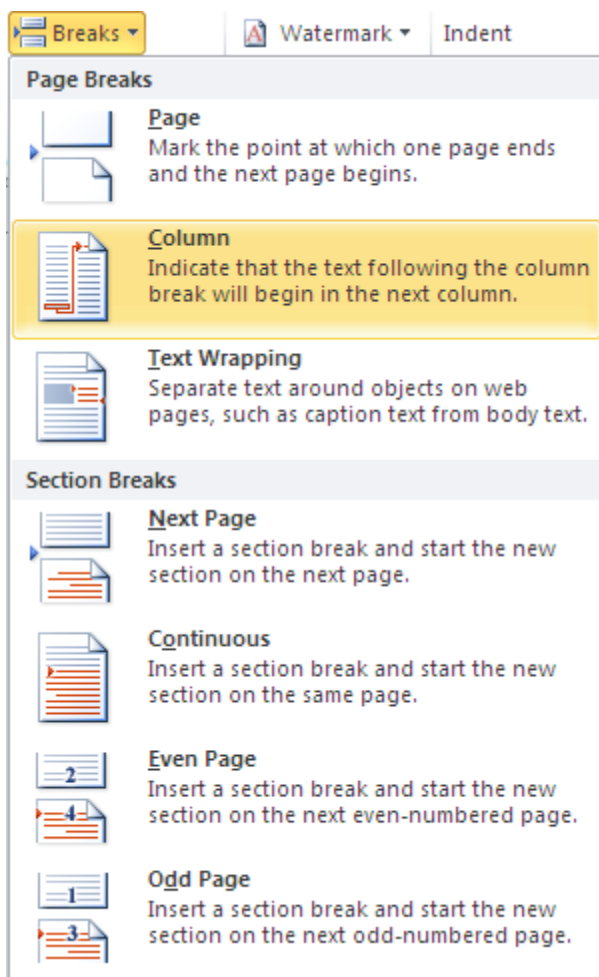 Breaks Watermark Indent
Page Breaks
Page
Mark the point at which one page ends
and the next page begins.
Column
Indicate that the text following the column
break will begin in the next column.
Text Wrapping
Separate text around objects on web
pages, such as caption text from body text.
Section Breaks
Next Page
Insert a section break and start the new
section on the next page.
Continuous
Insert a section break and start the new
section on the same page.
2
4
Even Page
Insert a section break and start the new
section on the next even-numbered page.
1
3
Odd Page
Insert a section break and start the new
section on the next odd-numbered page.